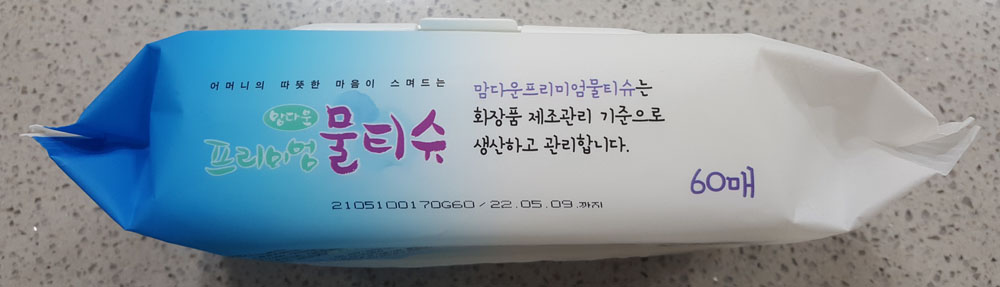 어머니의 따뜻한 마음이 스며드는
맘다운
프리미엄 물티슈
맘다운프리미엄물티슈는
화장품 제조관리 기준으로
생산하고 관리합니다.
60매
2105100170G60/22.05.09.까지